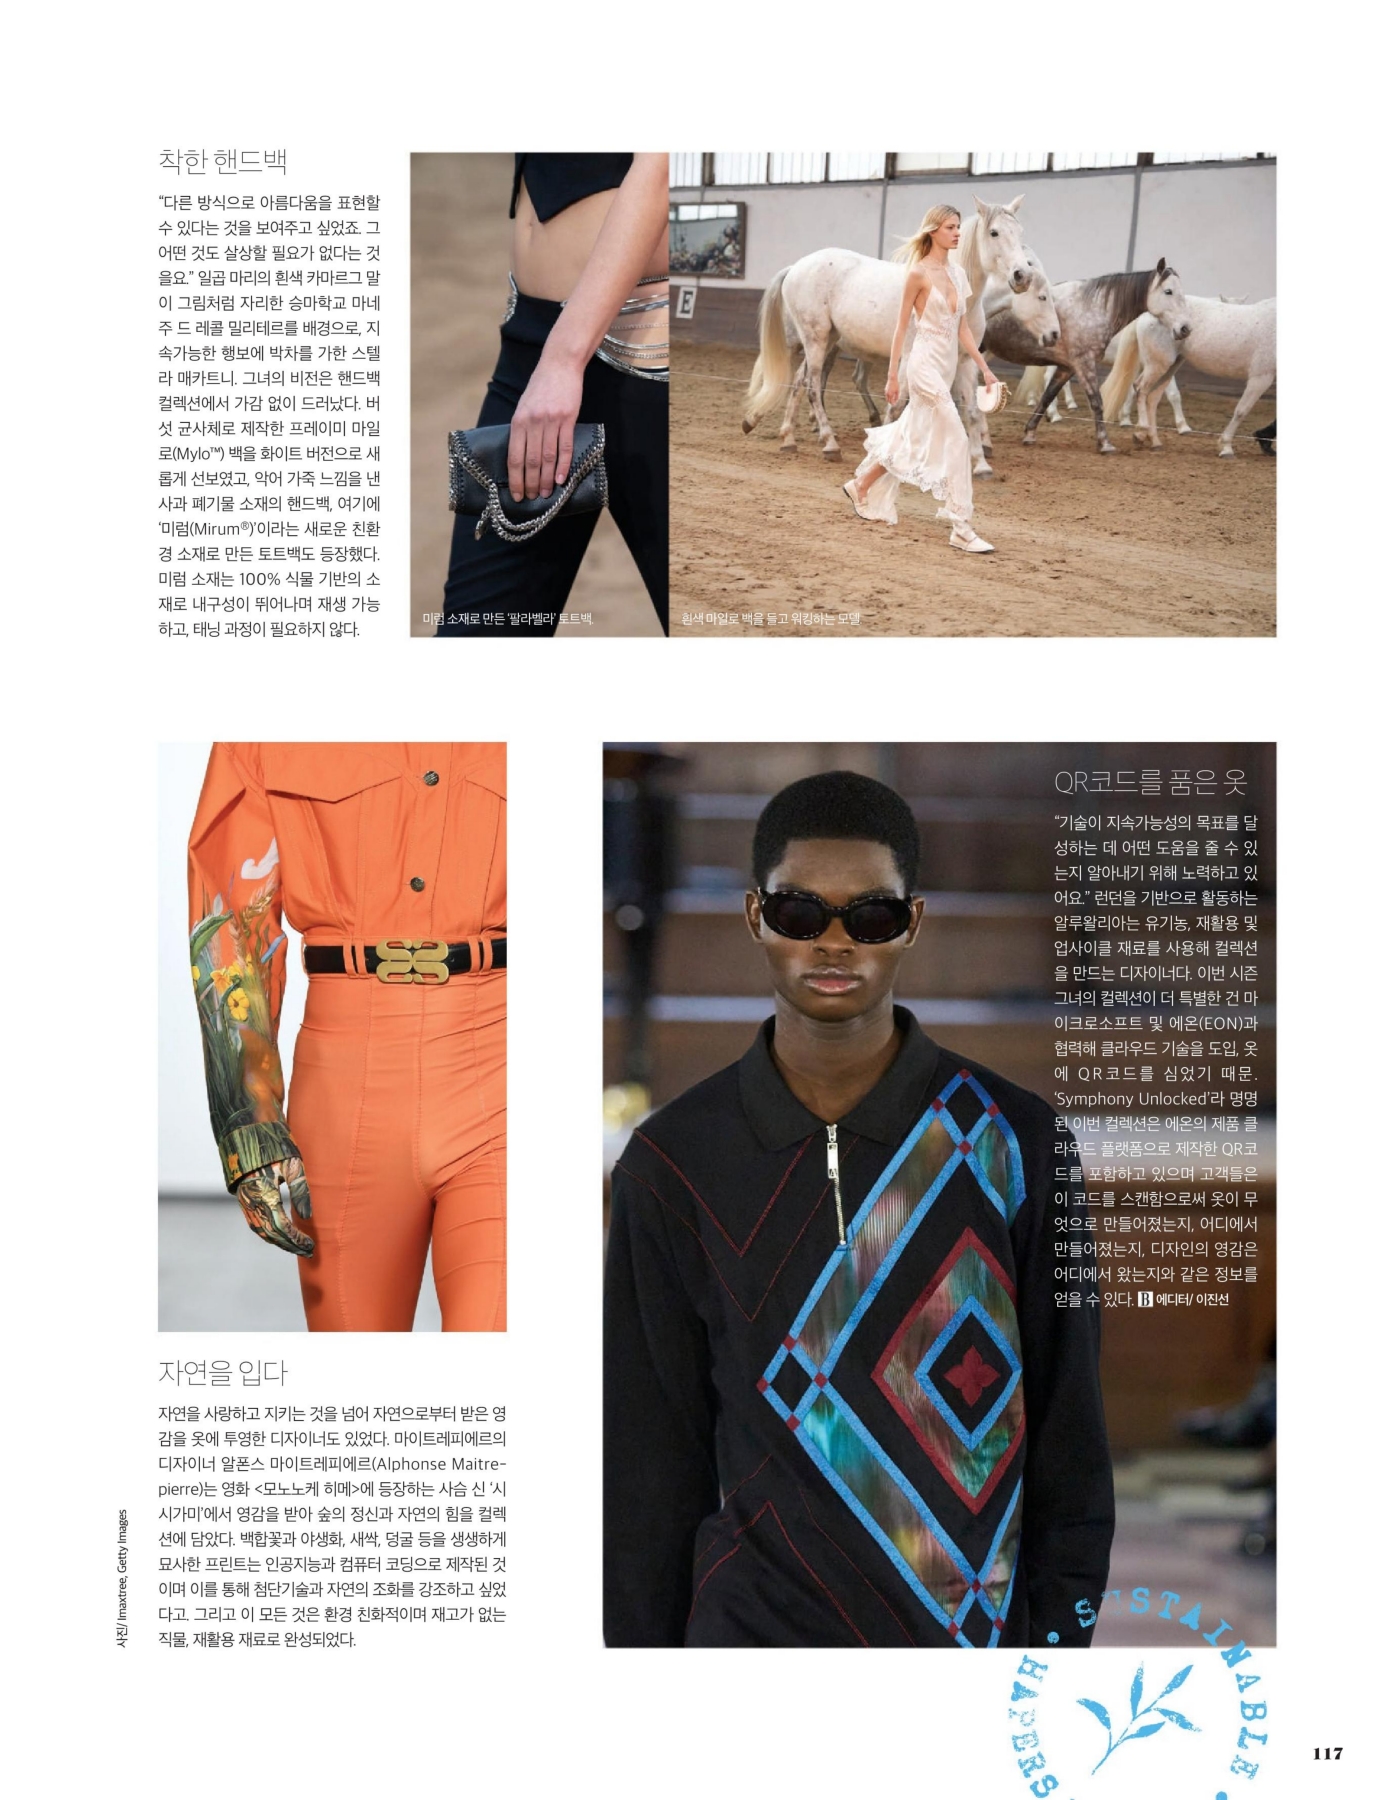 착한 핸드백
“다른 방식으로 아름다움을 표현할
수 있다는 것을 보여주고 싶었죠. 그
어떤 것도 살상할 필요가 없다는 것
을요.” 일곱 마리의 흰색 카마르그 말
이 그림처럼 자리한 승마학교 마네
주 드 레콜 밀리테르를 배경으로, 지
속가능한 행보에 박차를 가한 스텔
라 매카트니. 그녀의 비전은 핸드백
컬렉션에서 가감 없이 드러났다. 버
섯 균사체로 제작한 프레이미 마일
로(Mylo™) 백을 화이트 버전으로 새
롭게 선보였고, 악어 가죽 느낌을 낸
사과 폐기물 소재의 핸드백, 여기에
‘미럼(Mirum®)’이라는 새로운 친환
경 소재로 만든 토트백도 등장했다.
미럼 소재는 100% 식물 기반의 소
재로 내구성이 뛰어나며 재생 가능
하고, 태닝 과정이 필요하지 않다.
미럼 소재로 만든 ‘팔라벨라’ 토트백.
흰색 마일로 백을 들고 워킹하는 모델.
E
자연을 입다
자연을 사랑하고 지키는 것을 넘어 자연으로부터 받은 영
감을 옷에 투영한 디자이너도 있었다. 마이트레피에르의
디자이너 알폰스 마이트레피에르(Alphonse Maitre-
pierre)는 영화 <모노노케 히메>에 등장하는 사슴 신 ‘시
시가미’에서 영감을 받아 숲의 정신과 자연의 힘을 컬렉
션에 담았다. 백합꽃과 야생화, 새싹, 덩굴 등을 생생하게
묘사한 프린트는 인공지능과 컴퓨터 코딩으로 제작된 것
이며 이를 통해 첨단기술과 자연의 조화를 강조하고 싶었
다고. 그리고 이 모든 것은 환경 친화적이며 재고가 없는
직물, 재활용 재료로 완성되었다.
사진/ Imaxtree, Getty Images
QR코드를 품은 옷
“기술이 지속가능성의 목표를 달
성하는 데 어떤 도움을 줄 수 있
는지 알아내기 위해 노력하고 있
어요.” 런던을 기반으로 활동하는
알루왈리아는 유기농, 재활용 및
업사이클 재료를 사용해 컬렉션
을 만드는 디자이너다. 이번 시즌
그녀의 컬렉션이 더 특별한 건 마
이크로소프트 및 에온(EON)과
협력해 클라우드 기술을 도입, 옷
에 QR코드를 심었기 때문.
‘Symphony Unlocked’라 명명
된 이번 컬렉션은 에온의 제품 클
라우드 플랫폼으로 제작한 QR코
드를 포함하고 있으며 고객들은
이 코드를 스캔함으로써 옷이 무
엇으로 만들어졌는지, 어디에서
만들어졌는지, 디자인의 영감은
어디에서 왔는지와 같은 정보를
얻을 수 있다. B 에디터/ 이진선
SUSTAINABLE
HARPER'S
117